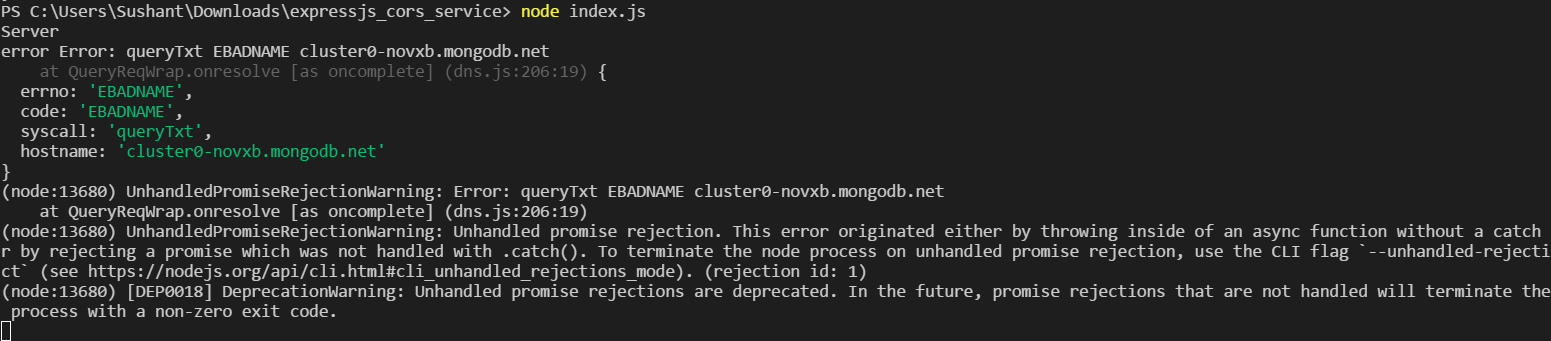 PS C:\Users\Sushant\Downloads\expressjs_cors_service> node index.js
Server
error Error: queryTxt EBADNAME cluster0-novxb.mongodb.net
    at QueryReqWrap.onresolve [as oncomplete] (dns.js:206:19) {
  errno: 'EBADNAME',
  code: 'EBADNAME',
  syscall: 'queryTxt',
  hostname: 'cluster0-novxb.mongodb.net'
}
(node:13680) UnhandledPromiseRejectionWarning: Error: queryTxt EBADNAME cluster0-novxb.mongodb.net
    at QueryReqWrap.onresolve [as oncomplete] (dns.js:206:19)
(node:13680) UnhandledPromiseRejectionWarning: Unhandled promise rejection. This error originated either by throwing inside of an async function without a catch
r by rejecting a promise which was not handled with .catch(). To terminate the node process on unhandled promise rejection, use the CLI flag `--unhandled-rejecti
ct` (see https://nodejs.org/api/cli.html#cli_unhandled_rejections_mode). (rejection id: 1)
(node:13680) [DEP0018] DeprecationWarning: Unhandled promise rejections are deprecated. In the future, promise rejections that are not handled will terminate the
 process with a non-zero exit code.